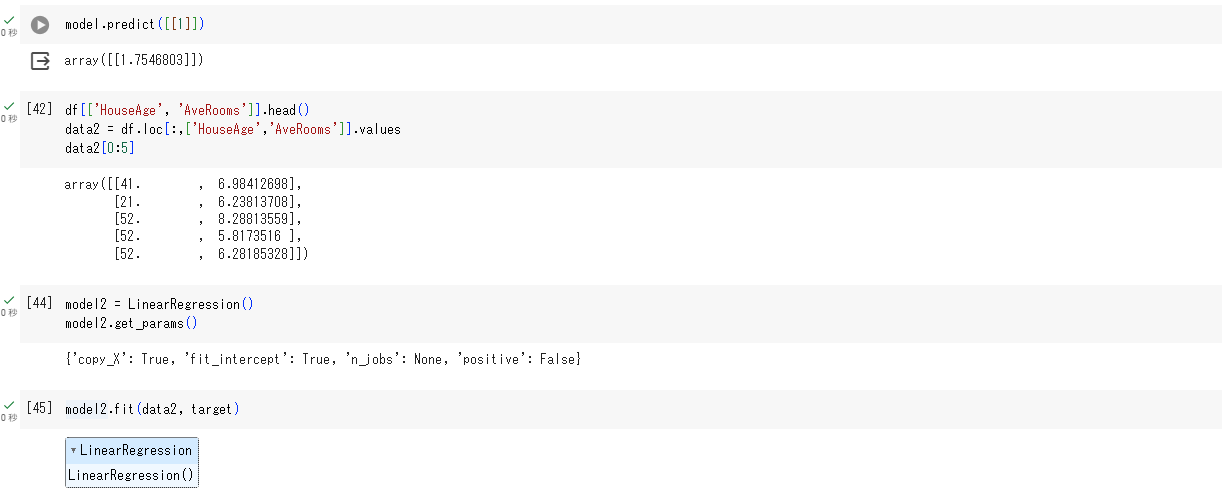 model.predict([[1]])
0 秒
array([[1.7546803]])
[42] df[['HouseAge', 'AveRooms']].head()
0 秒
data2 = df.loc[:,['HouseAge','AveRooms']].values
data2[0:5]
array([[41.        ,  6.98412698],
[21.        ,  6.23813708],
[52.        ,  8.28813559],
[52.        ,  5.8173516 ],
[52.        ,  6.28185328]])
[44] model2 = LinearRegression()
0 秒
model2.get_params()
{'copy_X': True, 'fit_intercept': True, 'n_jobs': None, 'positive': False}
[45] model2.fit(data2, target)
0 秒
▾ LinearRegression
LinearRegression()